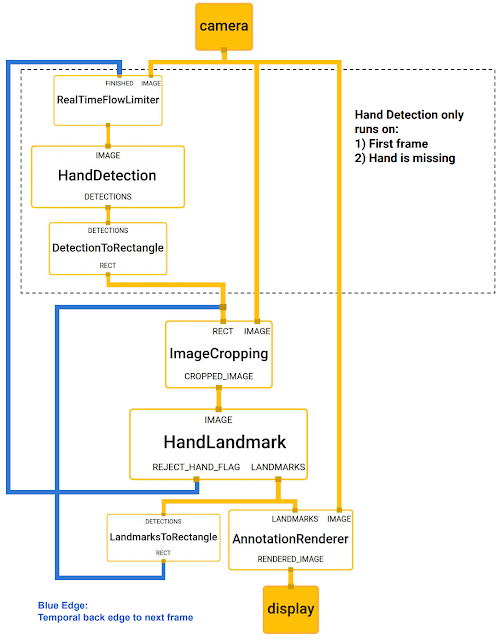 camera
FINISHED IMAGE
RealTimeFlowLimiter
Hand Detection only
runs on:
1) First frame
2) Hand is missing
IMAGE
HandDetection
DETECTIONS
DETECTIONS
DetectionToRectangle
RECT
RECT IMAGE
ImageCropping
CROPPED_IMAGE
IMAGE
HandLandmark
REJECT_HAND_FLAG LANDMARKS
DETECTIONS
LandmarksToRectangle
RECT
LANDMARKS IMAGE
AnnotationRenderer
RENDERED_IMAGE
display
Blue Edge:
Temporal back edge to next frame